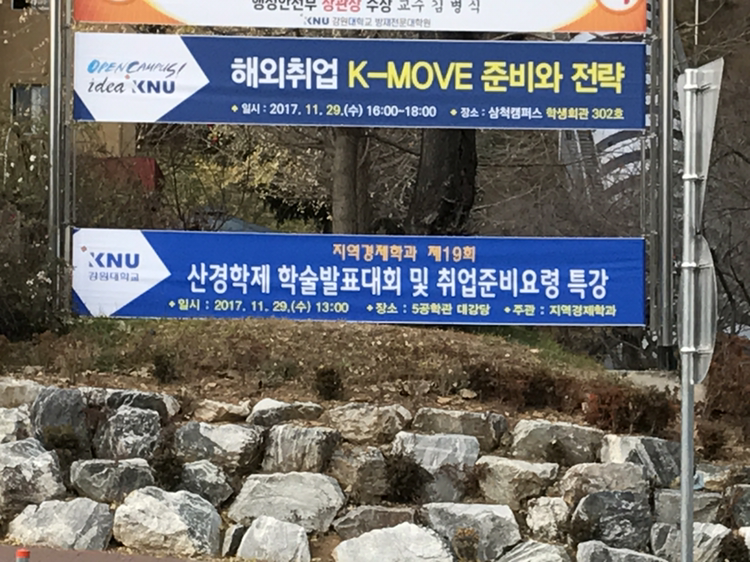 행정안전부 장관상 수상 교수 김병식
KNU 강원대학교 방재전문대학원
OPEN CAMPUS!
idea KNU
해외취업 K-MOVE 준비와 전략
◆ 일시 : 2017. 11. 29.(수) 16:00~18:00 ◆ 장소 : 삼척캠퍼스 학생회관 302호
KNU
강원대학교
지역경제학과 제19회
산경학제 학술발표대회 및 취업준비요령 특강
◆ 일시 : 2017. 11. 29.(수) 13:00 ◆ 장소 : 5공학관 대강당 ◆ 주관 : 지역경제학과